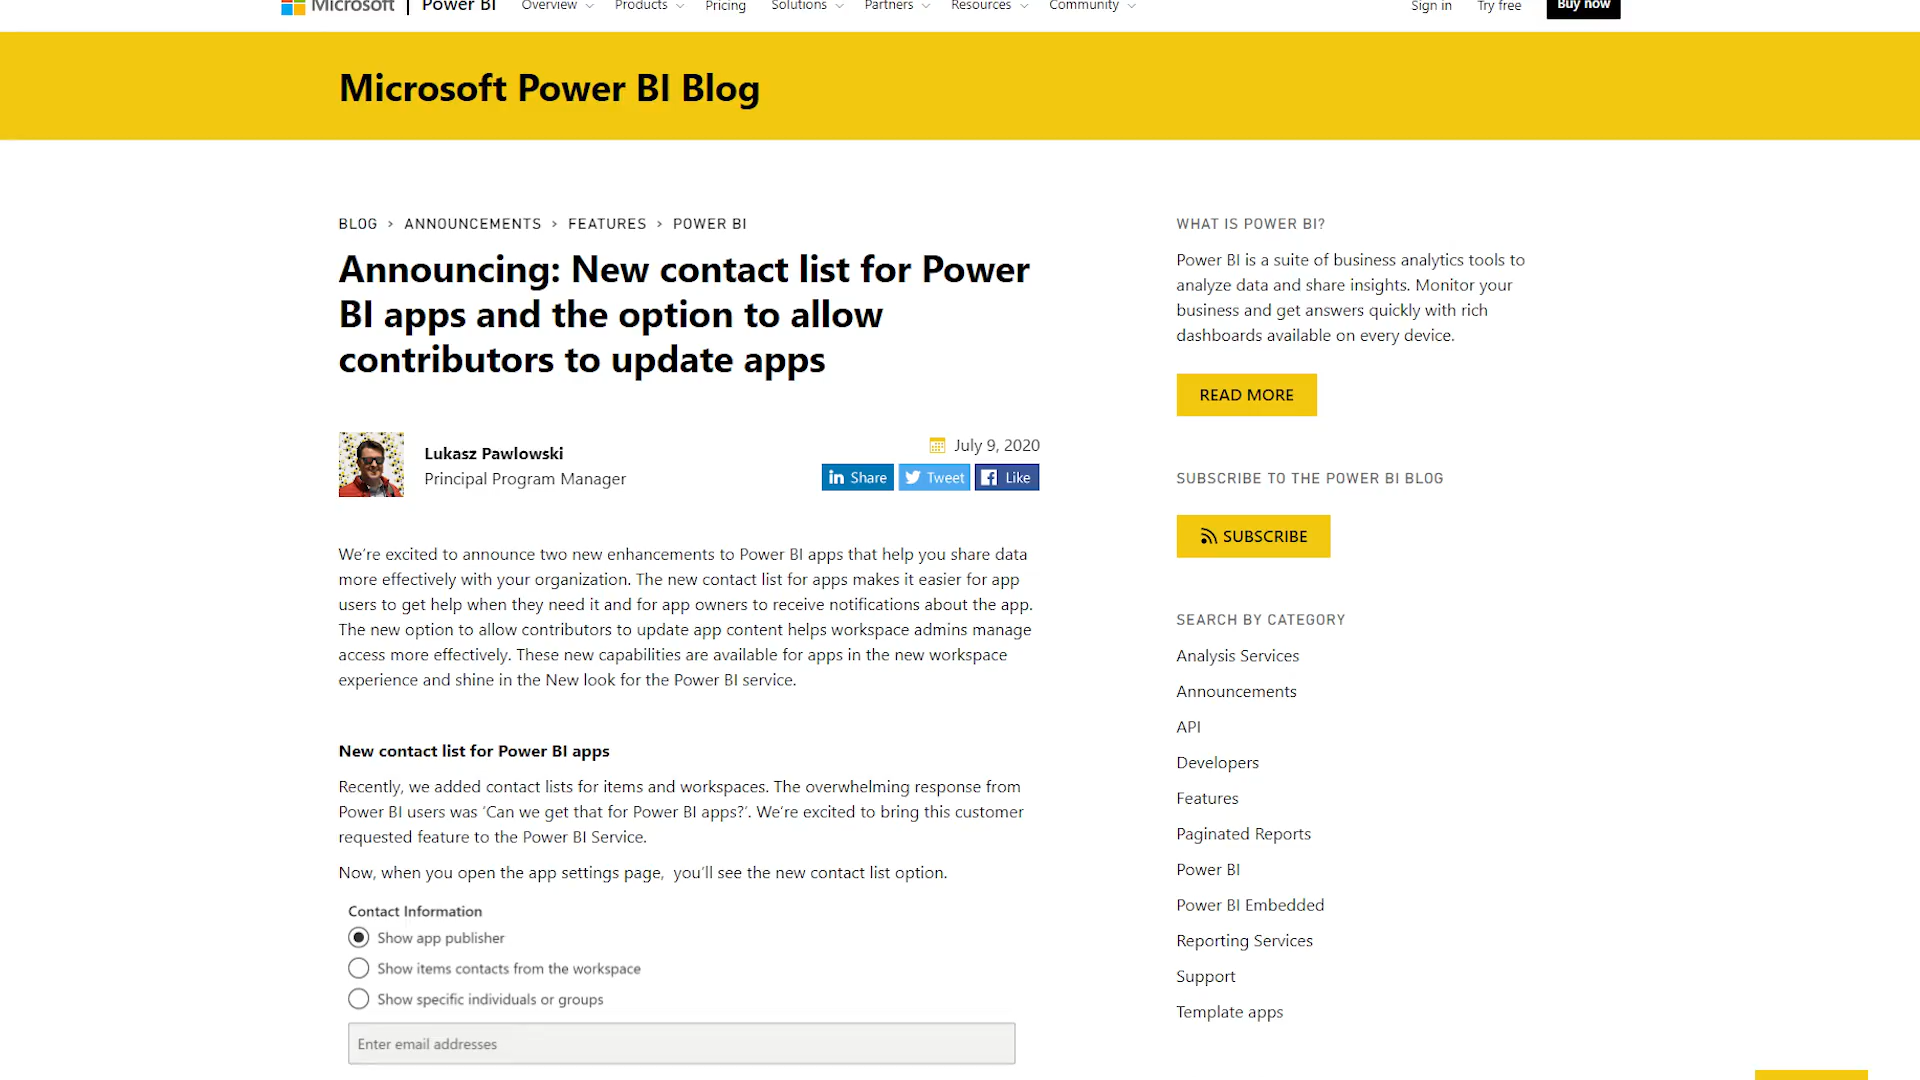 Microsoft Power BI Overview Products Pricing Solutions Partners Resources Community Sign in Try free Buy now
Microsoft Power BI Blog
BLOG > ANNOUNCEMENTS > FEATURES > POWER BI
Announcing: New contact list for Power
BI apps and the option to allow
contributors to update apps
Lukasz Pawlowski
Principal Program Manager
July 9, 2020
in Share Tweet Like
We’re excited to announce two new enhancements to Power BI apps that help you share data
more effectively with your organization. The new contact list for apps makes it easier for app
users to get help when they need it and for app owners to receive notifications about the app.
The new option to allow contributors to update app content helps workspace admins manage
access more effectively. These new capabilities are available for apps in the new workspace
experience and shine in the New look for the Power BI service.
New contact list for Power BI apps
Recently, we added contact lists for items and workspaces. The overwhelming response from
Power BI users was ‘Can we get that for Power BI apps?’. We’re excited to bring this customer
requested feature to the Power BI Service.
Now, when you open the app settings page,  you’ll see the new contact list option.
Contact Information
Show app publisher
Show items contacts from the workspace
Show specific individuals or groups
Enter email addresses
WHAT IS POWER BI?
Power BI is a suite of business analytics tools to
analyze data and share insights. Monitor your
business and get answers quickly with rich
dashboards available on every device.
READ MORE
SUBSCRIBE TO THE POWER BI BLOG
SUBSCRIBE
SEARCH BY CATEGORY
Analysis Services
Announcements
API
Developers
Features
Paginated Reports
Power BI
Power BI Embedded
Reporting Services
Support
Template apps